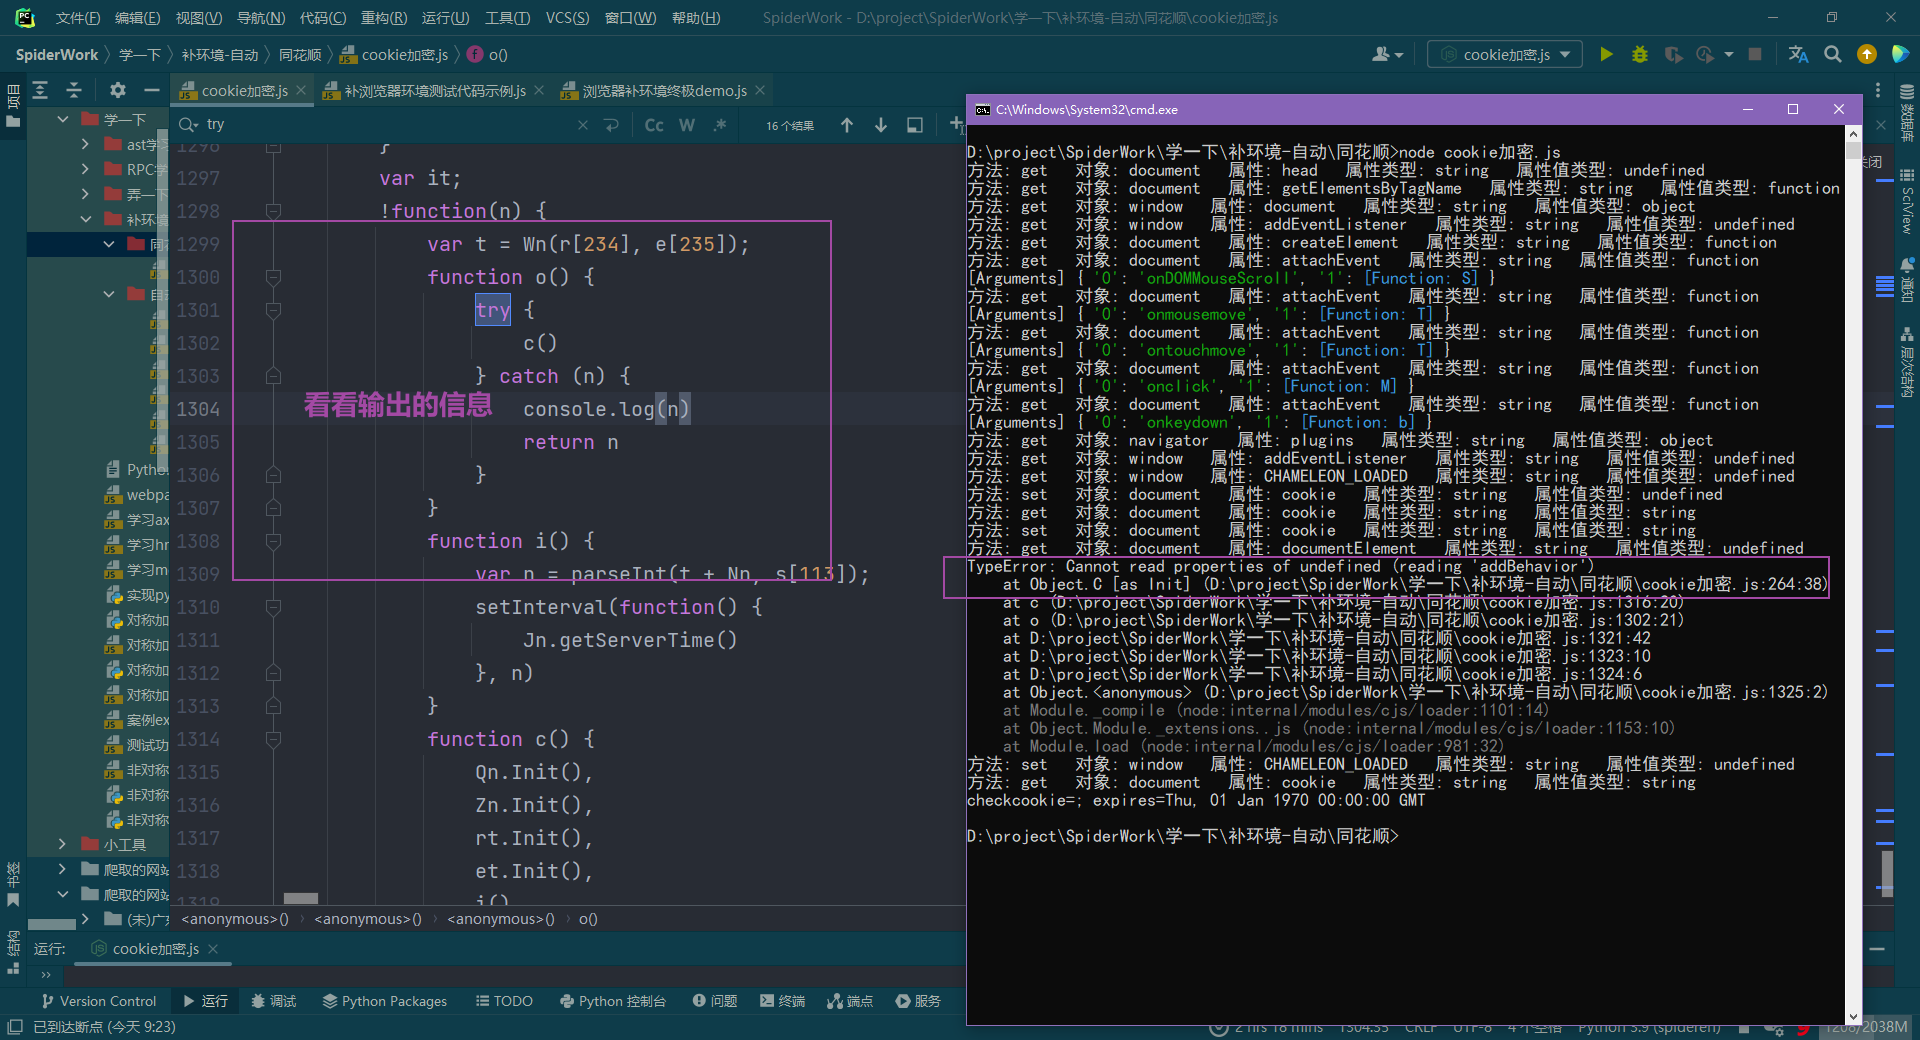 文件(F) 编辑(E) 视图(V) 导航(N) 代码(C) 重构(R) 运行(U) 工具(T) VCS(S) 窗口(W) 帮助(H) SpiderWork - D:\project\SpiderWork\学一下\补环境-自动\同花顺\cookie加密.js
SpiderWork 学一下 补环境-自动 同花顺 cookie加密.js f o() cookie加密.js
cookie加密.js 补浏览器环境测试代码示例.js 浏览器补环境终极demo.js
try Cc W .* 16 个结果
项目
学一下
ast学习
RPC学
弄一下
补环境
Pytho
webpa
学习ax
学习hr
学习m
实现py
对称加
对称加
对称加
对称加
案例ex
测试功
非对称
非对称
非对称
小工具
爬取的网站
爬取的网站
(未)广东
书签
结构
数据库
SciView
通知
层次结构
1296 }
1297 var it;
1298 !function(n) {
1299 var t = Wn(r[234], e[235]);
1300 function o() {
1301 try {
1302 c()
1303 } catch (n) {
1304 console.log(n)
看看输出的信息
1305 return n
1306 }
1307 }
1308 function i() {
1309 var n = parseInt(t + Nn, s[113]);
1310 setInterval(function() {
1311 Jn.getServerTime()
1312 }, n)
1313 }
1314 function c() {
1315 Qn.Init(),
1316 Zn.Init(),
1317 rt.Init(),
1318 et.Init(),
1319 i()
<anonymous>() <anonymous>() <anonymous>() o()
C:\Windows\System32\cmd.exe
D:\project\SpiderWork\学一下\补环境-自动\同花顺>node cookie加密.js
方法: get 对象: document 属性: head 属性类型: string 属性值类型: undefined
方法: get 对象: document 属性: getElementsByTagName 属性类型: string 属性值类型: function
方法: get 对象: window 属性: document 属性类型: string 属性值类型: object
方法: get 对象: window 属性: addEventListener 属性类型: string 属性值类型: undefined
方法: get 对象: document 属性: createElement 属性类型: string 属性值类型: function
方法: get 对象: document 属性: attachEvent 属性类型: string 属性值类型: function
[Arguments] { '0': 'onDOMMouseScroll', '1': [Function: S] }
方法: get 对象: document 属性: attachEvent 属性类型: string 属性值类型: function
[Arguments] { '0': 'onmousemove', '1': [Function: T] }
方法: get 对象: document 属性: attachEvent 属性类型: string 属性值类型: function
[Arguments] { '0': 'ontouchmove', '1': [Function: T] }
方法: get 对象: document 属性: attachEvent 属性类型: string 属性值类型: function
[Arguments] { '0': 'onclick', '1': [Function: M] }
方法: get 对象: document 属性: attachEvent 属性类型: string 属性值类型: function
[Arguments] { '0': 'onkeydown', '1': [Function: b] }
方法: get 对象: navigator 属性: plugins 属性类型: string 属性值类型: object
方法: get 对象: window 属性: addEventListener 属性类型: string 属性值类型: undefined
方法: get 对象: window 属性: CHAMELEON_LOADED 属性类型: string 属性值类型: undefined
方法: set 对象: document 属性: cookie 属性类型: string 属性值类型: undefined
方法: get 对象: document 属性: cookie 属性类型: string 属性值类型: string
方法: set 对象: document 属性: cookie 属性类型: string 属性值类型: string
方法: get 对象: document 属性: documentElement 属性类型: string 属性值类型: undefined
TypeError: Cannot read properties of undefined (reading 'addBehavior')
at Object.C [as Init] (D:\project\SpiderWork\学一下\补环境-自动\同花顺\cookie加密.js:264:38)
at c (D:\project\SpiderWork\学一下\补环境-自动\同花顺\cookie加密.js:1316:20)
at o (D:\project\SpiderWork\学一下\补环境-自动\同花顺\cookie加密.js:1302:21)
at D:\project\SpiderWork\学一下\补环境-自动\同花顺\cookie加密.js:1321:42
at D:\project\SpiderWork\学一下\补环境-自动\同花顺\cookie加密.js:1323:10
at D:\project\SpiderWork\学一下\补环境-自动\同花顺\cookie加密.js:1324:6
at Object.<anonymous> (D:\project\SpiderWork\学一下\补环境-自动\同花顺\cookie加密.js:1325:2)
at Module._compile (node:internal/modules/cjs/loader:1101:14)
at Object.Module._extensions..js (node:internal/modules/cjs/loader:1153:10)
at Module.load (node:internal/modules/cjs/loader:981:32)
方法: set 对象: window 属性: CHAMELEON_LOADED 属性类型: string 属性值类型: undefined
方法: get 对象: document 属性: cookie 属性类型: string 属性值类型: string
checkcookie=; expires=Thu, 01 Jan 1970 00:00:00 GMT
D:\project\SpiderWork\学一下\补环境-自动\同花顺>
运行: cookie加密.js
Version Control 运行 调试 Python Packages TODO Python 控制台 问题 终端 端点 服务
已到达断点 (今天 9:23) 2 hrs 18 mins 1304:35 CRLF UTF-8 4 个空格 Python 3.9 (spideren) 1208/2038M